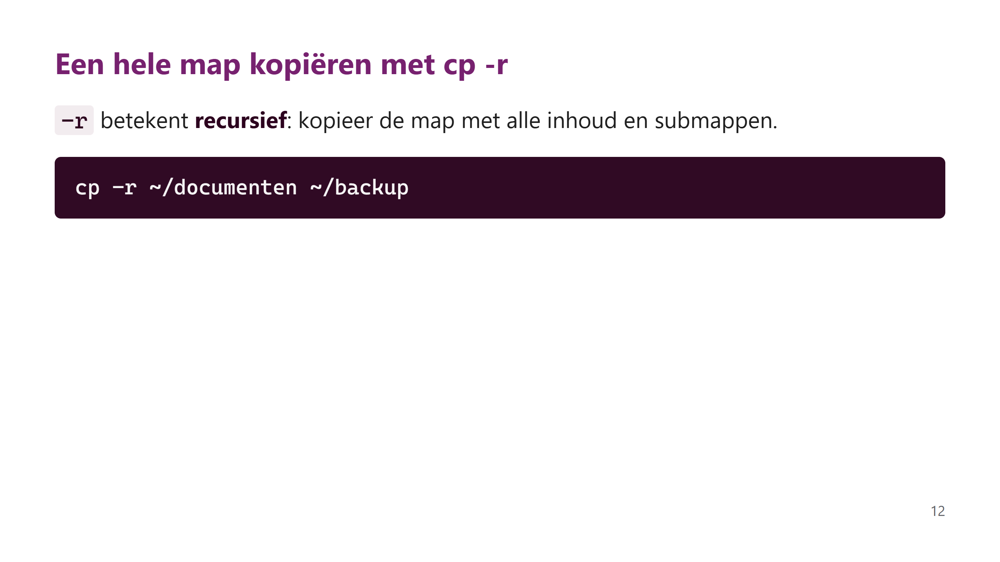 Een hele map kopiëren met cp -r
-r betekent recursief: kopieer de map met alle inhoud en submappen.
cp -r ~/documenten ~/backup
12